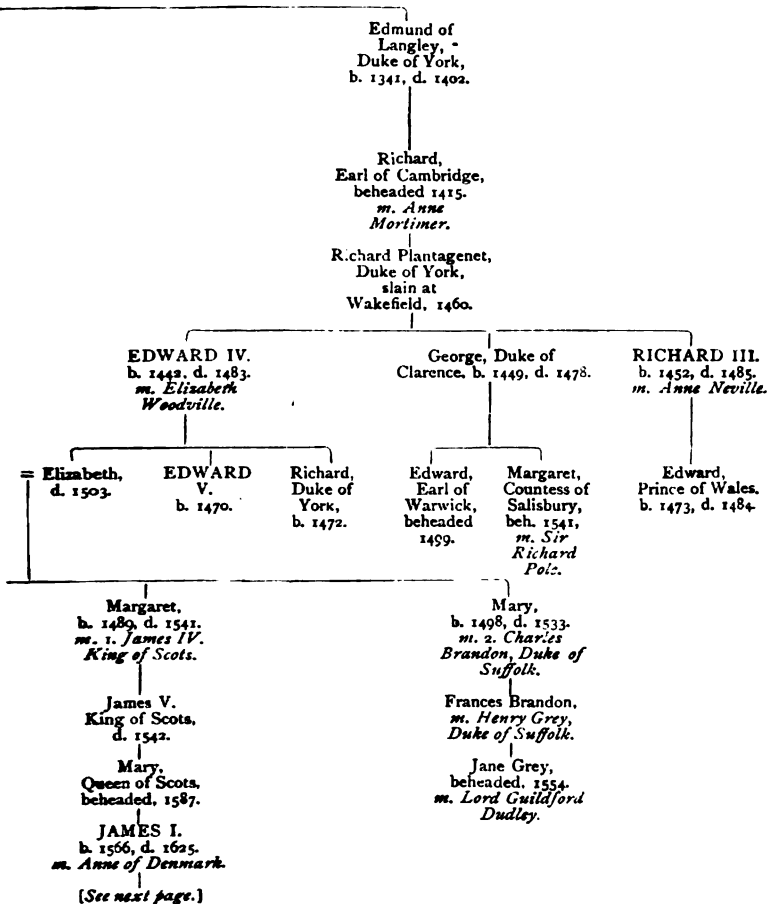 Edmund of
Langley,
Duke of York,
b. 1341, d. 1402.
Richard,
Earl of Cambridge,
beheaded 1415.
m. Anne
Mortimer.
Richard Plantagenet,
Duke of York,
slain at
Wakefield, 1460.
EDWARD IV.
b. 1442, d. 1483.
m. Elizabeth
Woodville.
George, Duke of
Clarence, b. 1449, d. 1478.
RICHARD III.
b. 1452, d. 1485.
m. Anne Neville.
= Elizabeth,
d. 1503.
EDWARD
V.
b. 1470.
Richard,
Duke of
York,
b. 1472.
Edward,
Earl of
Warwick,
beheaded
1499.
Margaret,
Countess of
Salisbury,
beh. 1541,
m. Sir
Richard
Pole.
Edward,
Prince of Wales,
b. 1473, d. 1484.
Margaret,
b. 1489, d. 1541.
m. 1. James IV.
King of Scots.
James V.
King of Scots,
d. 1542.
Mary,
Queen of Scots,
beheaded, 1587.
JAMES I.
b. 1566, d. 1625.
m. Anne of Denmark.
[See next page.]
Mary,
b. 1498, d. 1533.
m. 2. Charles
Brandon, Duke of
Suffolk.
Frances Brandon,
m. Henry Grey,
Duke of Suffolk.
Jane Grey,
beheaded, 1554.
m. Lord Guildford
Dudley.